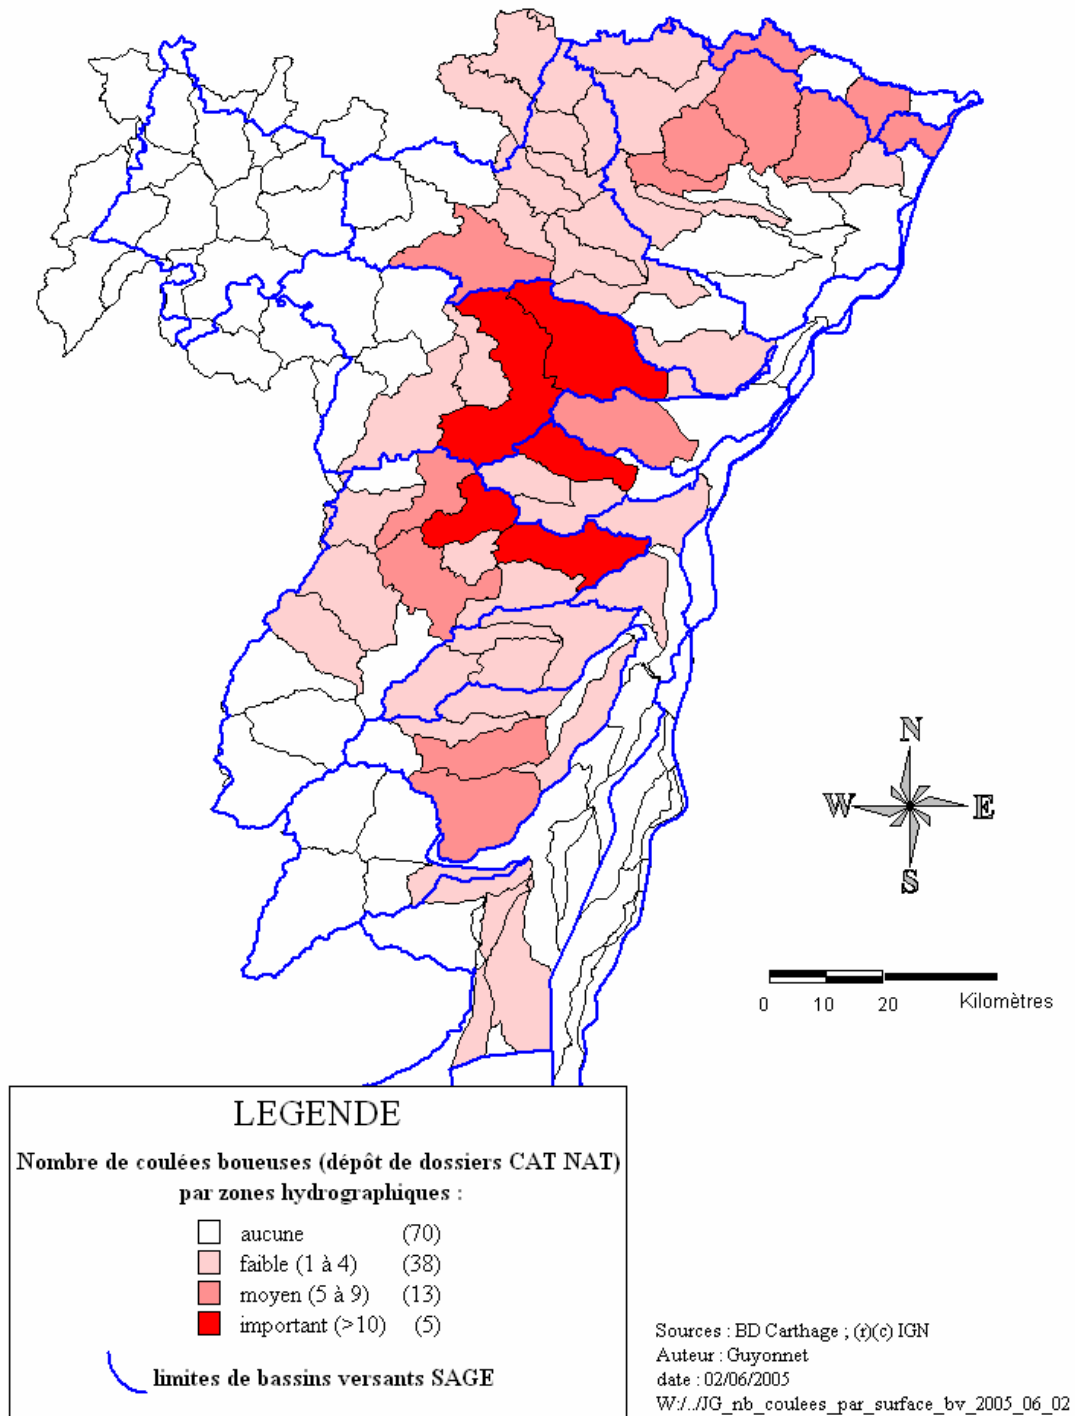 N
W E
S
0 10 20 Kilomètres
LEGENDE
Nombre de coulées boueuses (dépôt de dossiers CAT NAT)
par zones hydrographiques :
aucune (70)
faible (1 à 4) (38)
moyen (5 à 9) (13)
important (>10) (5)
limites de bassins versants SAGE
Sources : BD Carthage ; (r)(c) IGN
Auteur : Guyonnet
date : 02/06/2005
W:/../JG_nb_coulees_par_surface_bv_2005_06_02